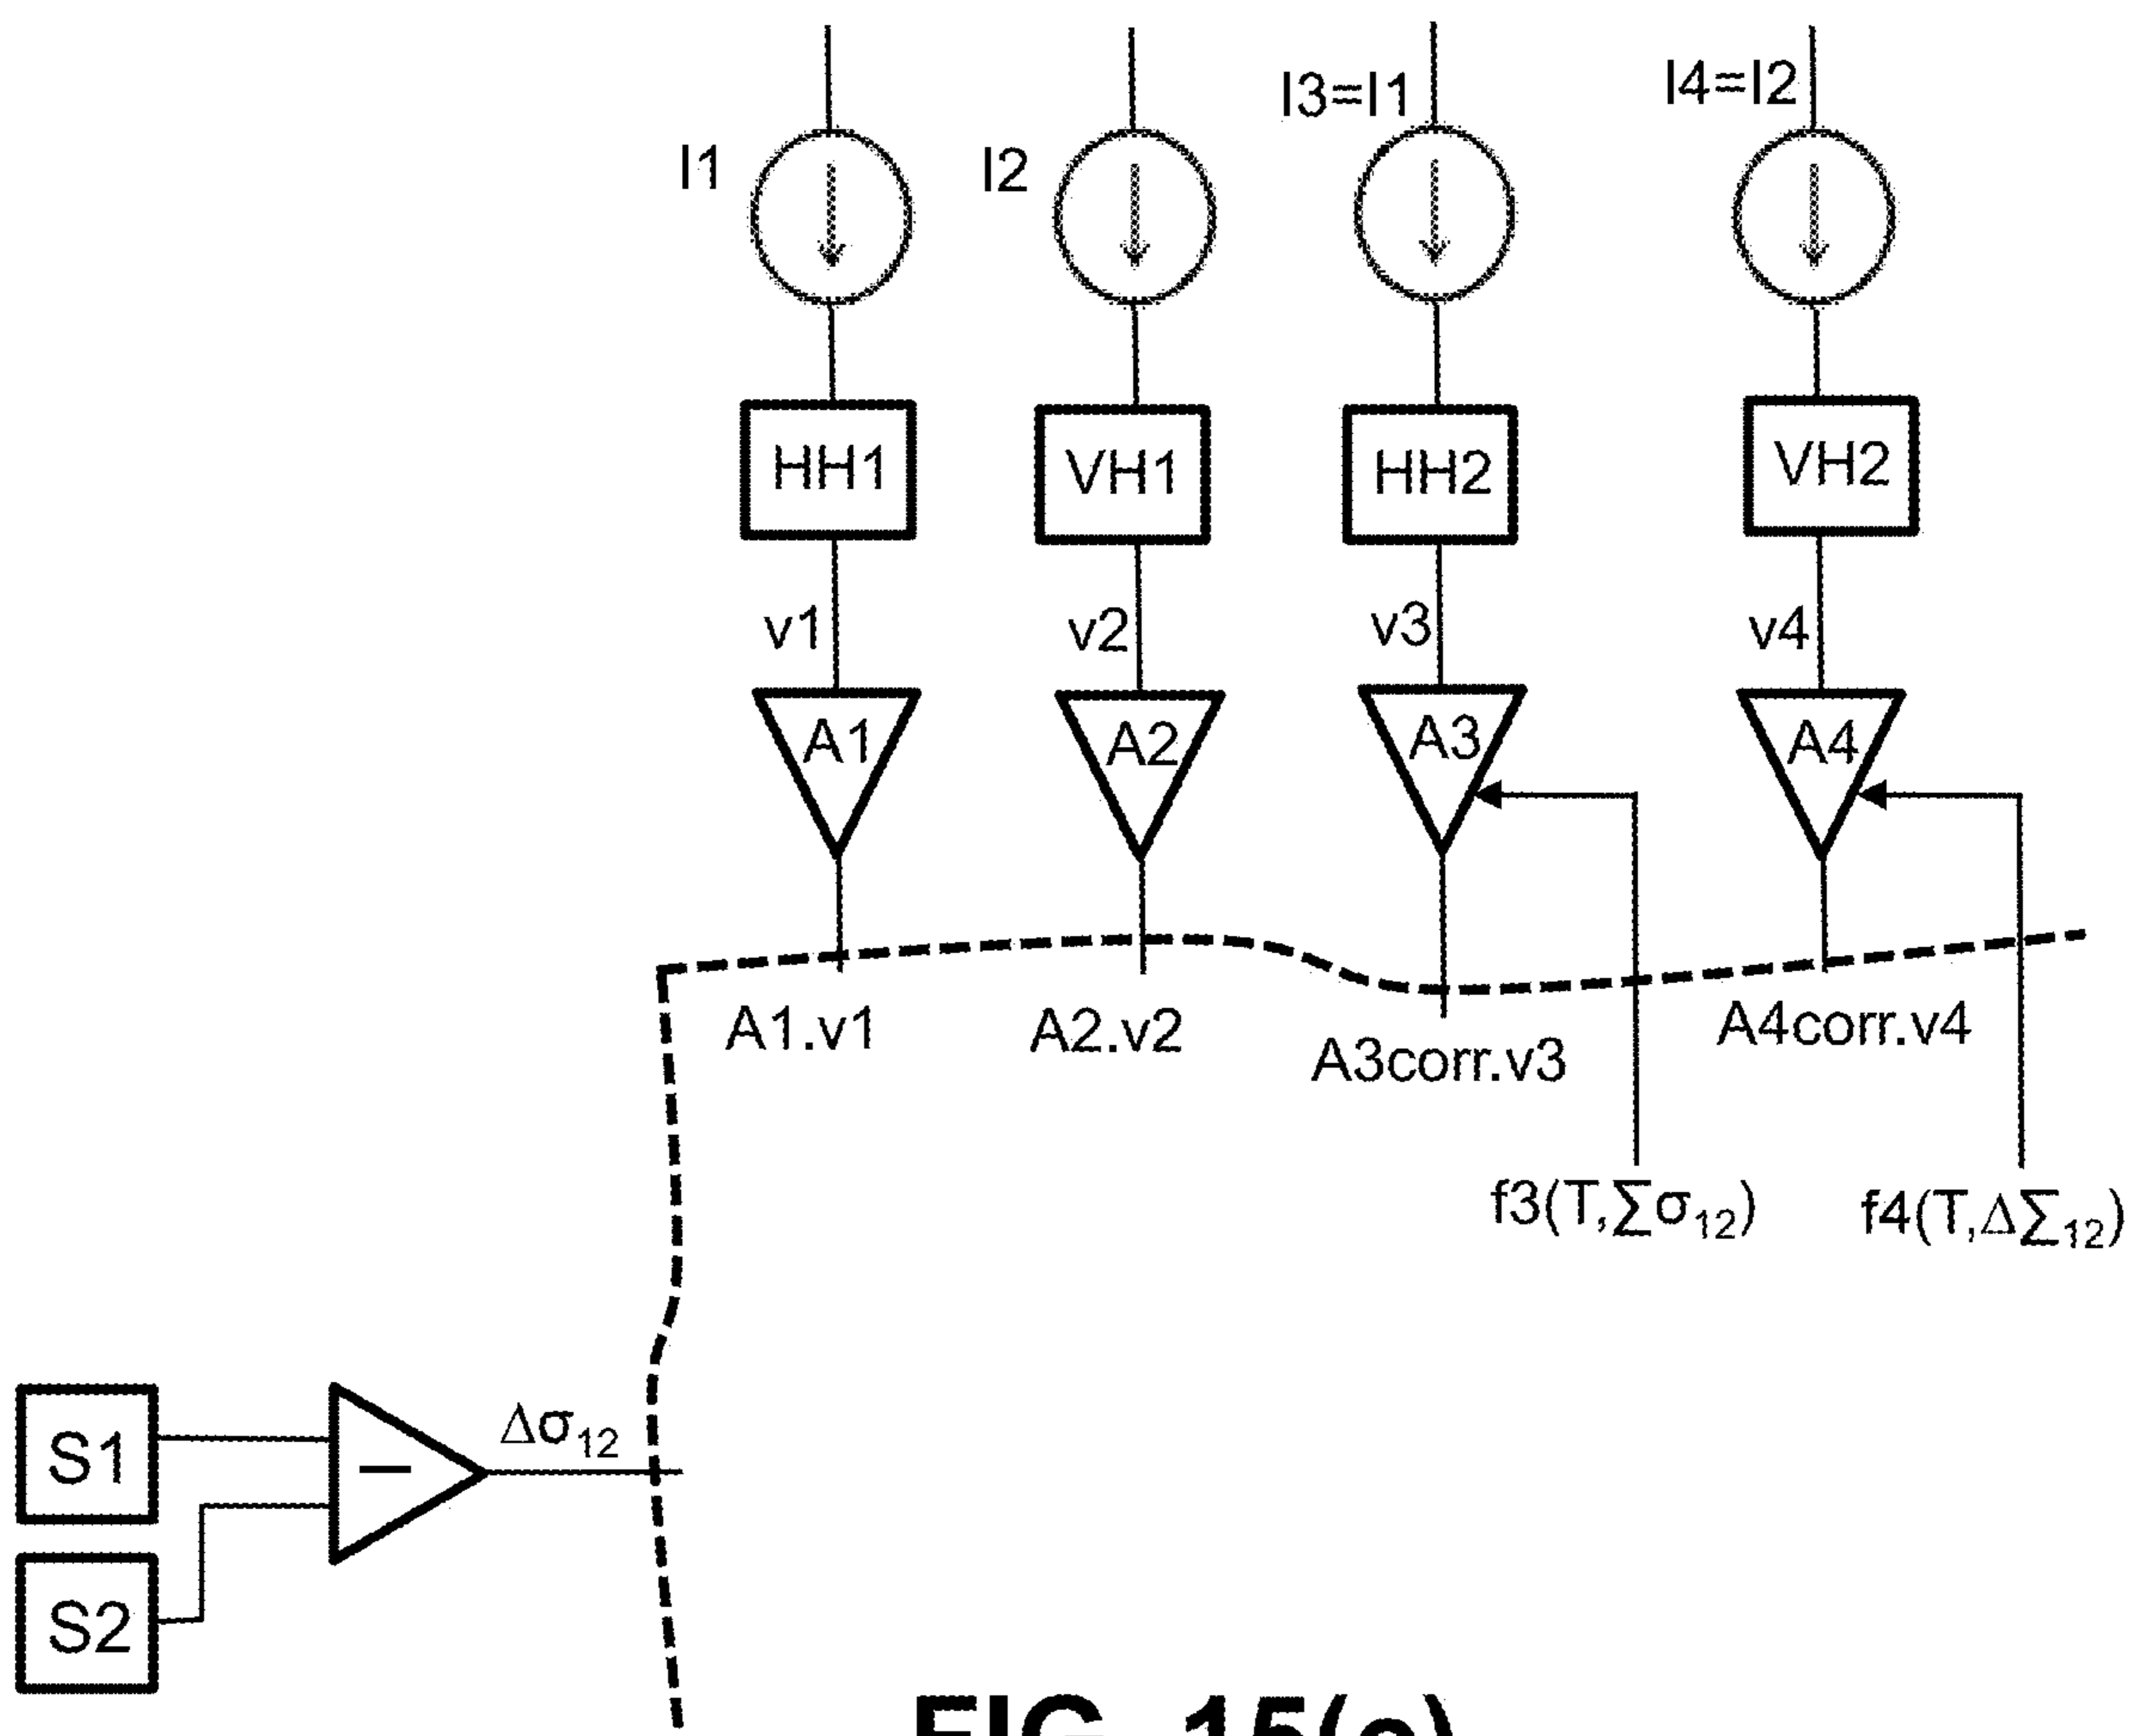 I1
I2
I3=I1
I4=I2
HH1
VH1
HH2
VH2
v1
v2
v3
v4
A1
A2
A3
A4
A1.v1
A2.v2
A3corr.v3
A4corr.v4
f3(T,∑σ₁₂)
f4(T,Δ∑₁₂)
S1
–
Δσ₁₂
S2